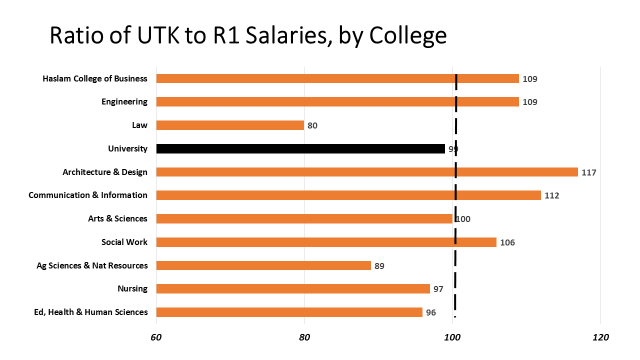 Ratio of UTK to R1 Salaries, by College
Haslam College of Business 109
Engineering 109
Law 80
University 99
Architecture & Design 117
Communication & Information 112
Arts & Sciences 100
Social Work 106
Ag Sciences & Nat Resources 89
Nursing 97
Ed, Health & Human Sciences 96
60 80 100 120